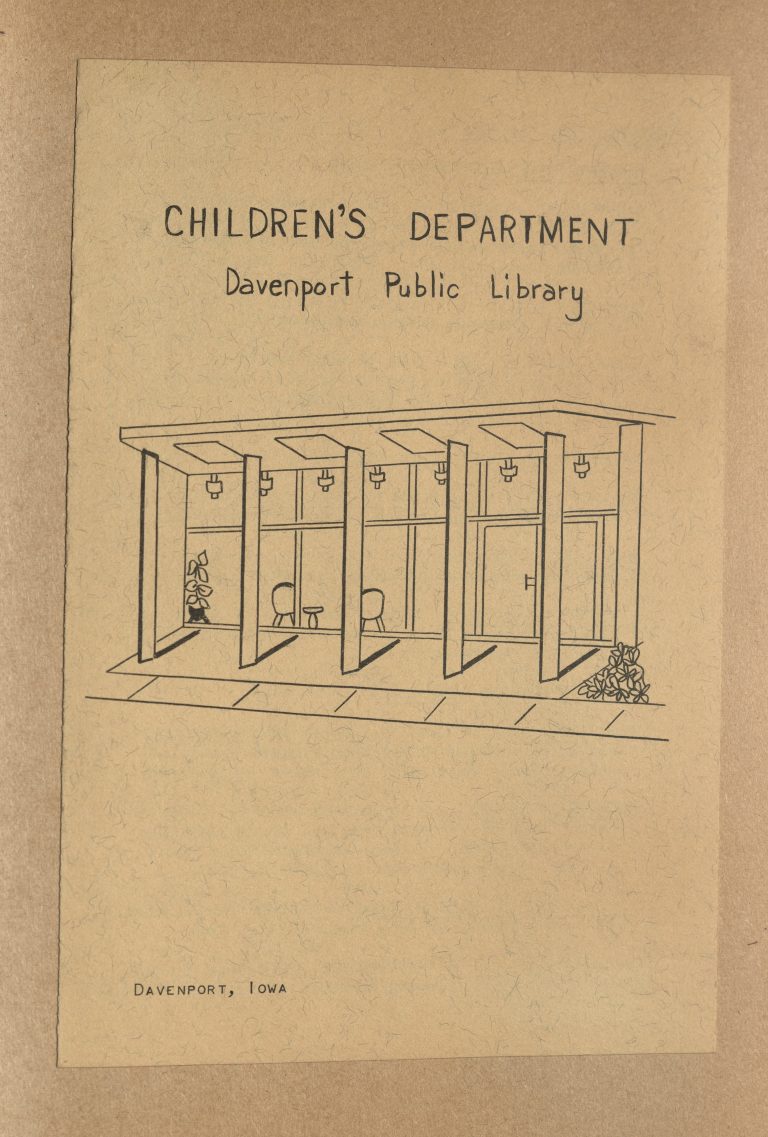 CHILDREN'S DEPARTMENT
Davenport Public Library
DAVENPORT, IOWA